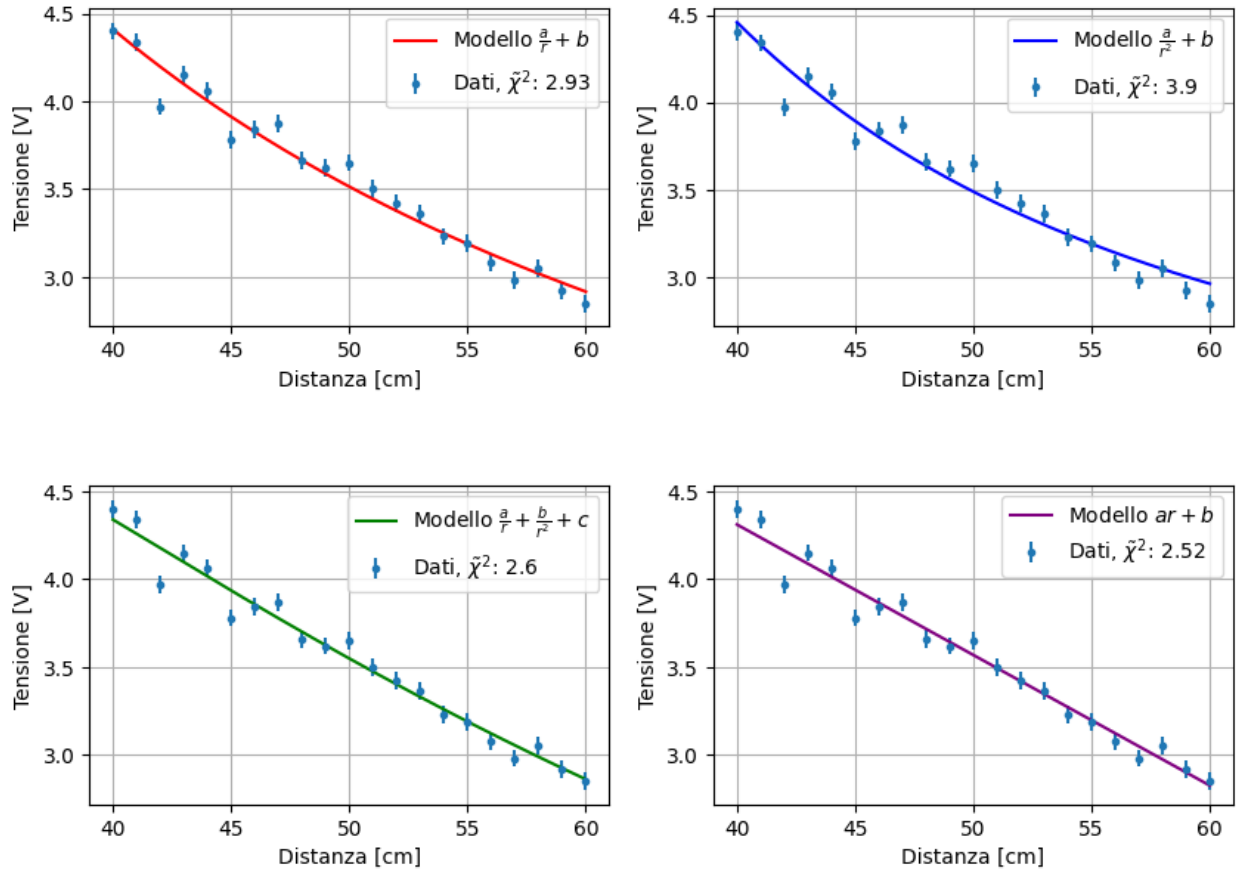 4.5
4.0
3.5
3.0
Tensione [V]
Modello a/r + b
Dati, χ̃²: 2.93
40 45 50 55 60
Distanza [cm]
4.5
4.0
3.5
3.0
Tensione [V]
Modello a/r² + b
Dati, χ̃²: 3.9
40 45 50 55 60
Distanza [cm]
4.5
4.0
3.5
3.0
Tensione [V]
Modello a/r + b/r² + c
Dati, χ̃²: 2.6
40 45 50 55 60
Distanza [cm]
4.5
4.0
3.5
3.0
Tensione [V]
Modello ar + b
Dati, χ̃²: 2.52
40 45 50 55 60
Distanza [cm]